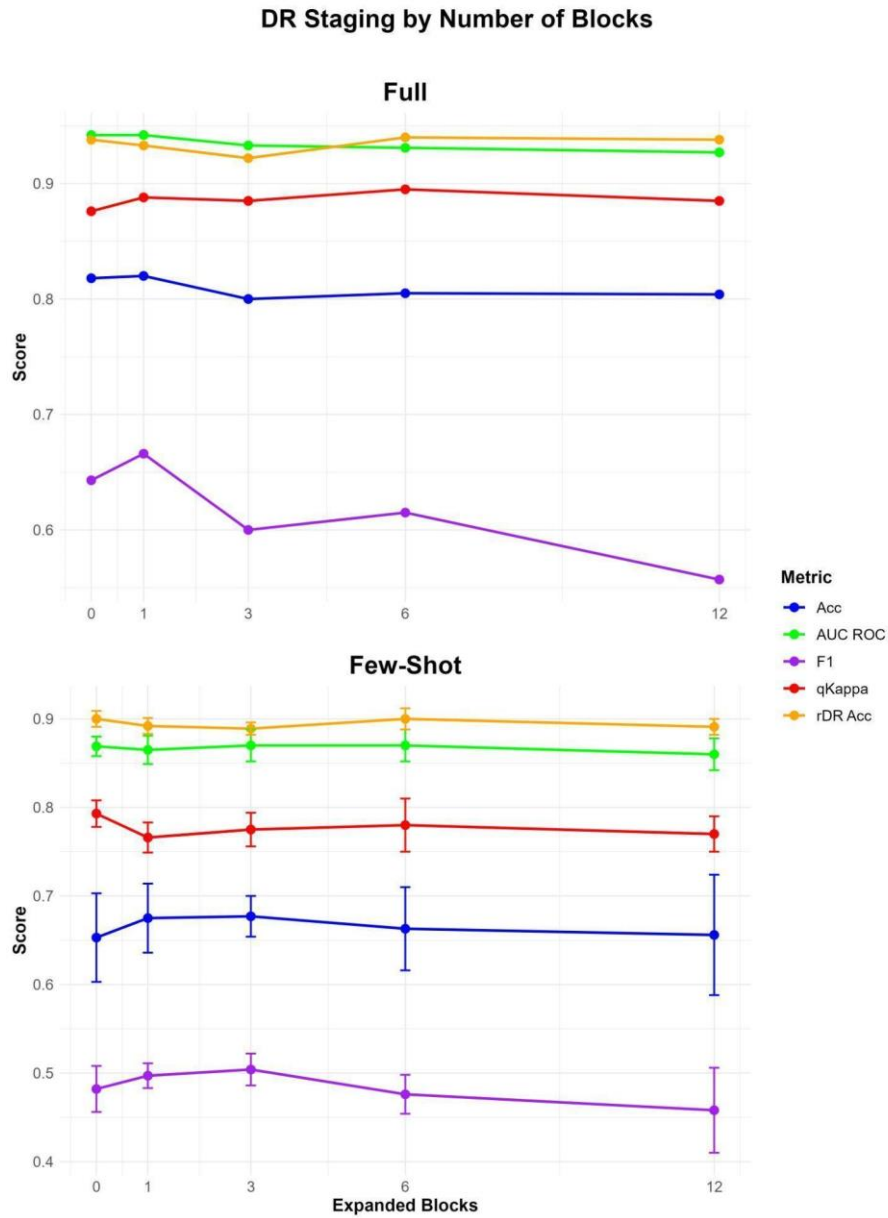 DR Staging by Number of Blocks
Full
0.9
0.8
0.7
0.6
Score
0 1 3 6 12
Few-Shot
0.9
0.8
0.7
0.6
0.5
0.4
Score
0 1 3 6 12
Expanded Blocks
Metric
Acc
AUC ROC
F1
qKappa
rDR Acc